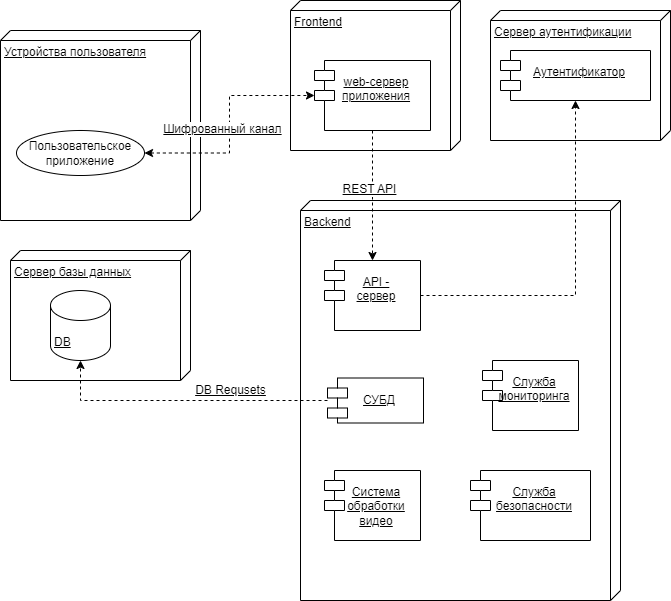 Frontend
Сервер аутентификации
Устройства пользователя
Аутентификатор
web-сервер
приложения
Шифрованный канал
Пользовательское
приложение
REST API
Backend
Сервер базы данных
API -
сервер
DB
DB Requsets
СУБД
Служба
мониторинга
Система
обработки
видео
Служба
безопасности